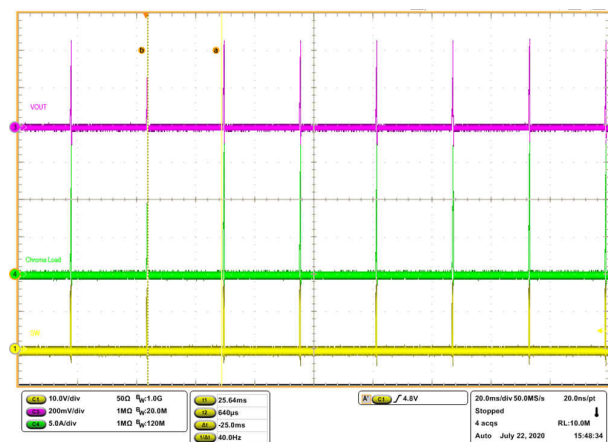 b
a
VOUT
3
Chroma Load
4
SW
1
C1 10.0V/div 50Ω BW:1.0G
C3 200mV/div 1MΩ BW:20.0M
C4 5.0A/div 1MΩ BW:120M
t1 25.64ms
t2 640µs
Δt -25.0ms
1/Δt 40.0Hz
A' C1 / 4.8V
20.0ms/div 50.0MS/s 20.0ns/pt
Stopped
4 acqs RL:10.0M
Auto July 22, 2020 15:48:34